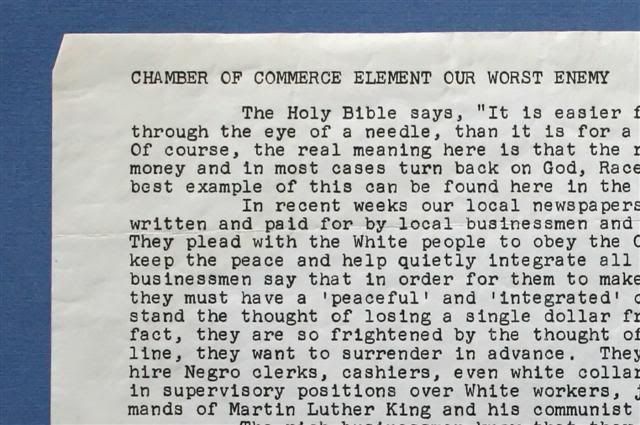 CHAMBER OF COMMERCE ELEMENT OUR WORST ENEMY
The Holy Bible says, "It is easier f
through the eye of a needle, than it is for a
Of course, the real meaning here is that the r
money and in most cases turn back on God, Race
best example of this can be found here in the
In recent weeks our local newspapers
written and paid for by local businessmen and
They plead with the White people to obey the C
keep the peace and help quietly integrate all
businessmen say that in order for them to make
they must have a 'peaceful' and 'integrated' c
stand the thought of losing a single dollar fr
fact, they are so frightened by the thought of
line, they want to surrender in advance. They
hire Negro clerks, cashiers, even white collar
in supervisory positions over White workers, j
mands of Martin Luther King and his communist